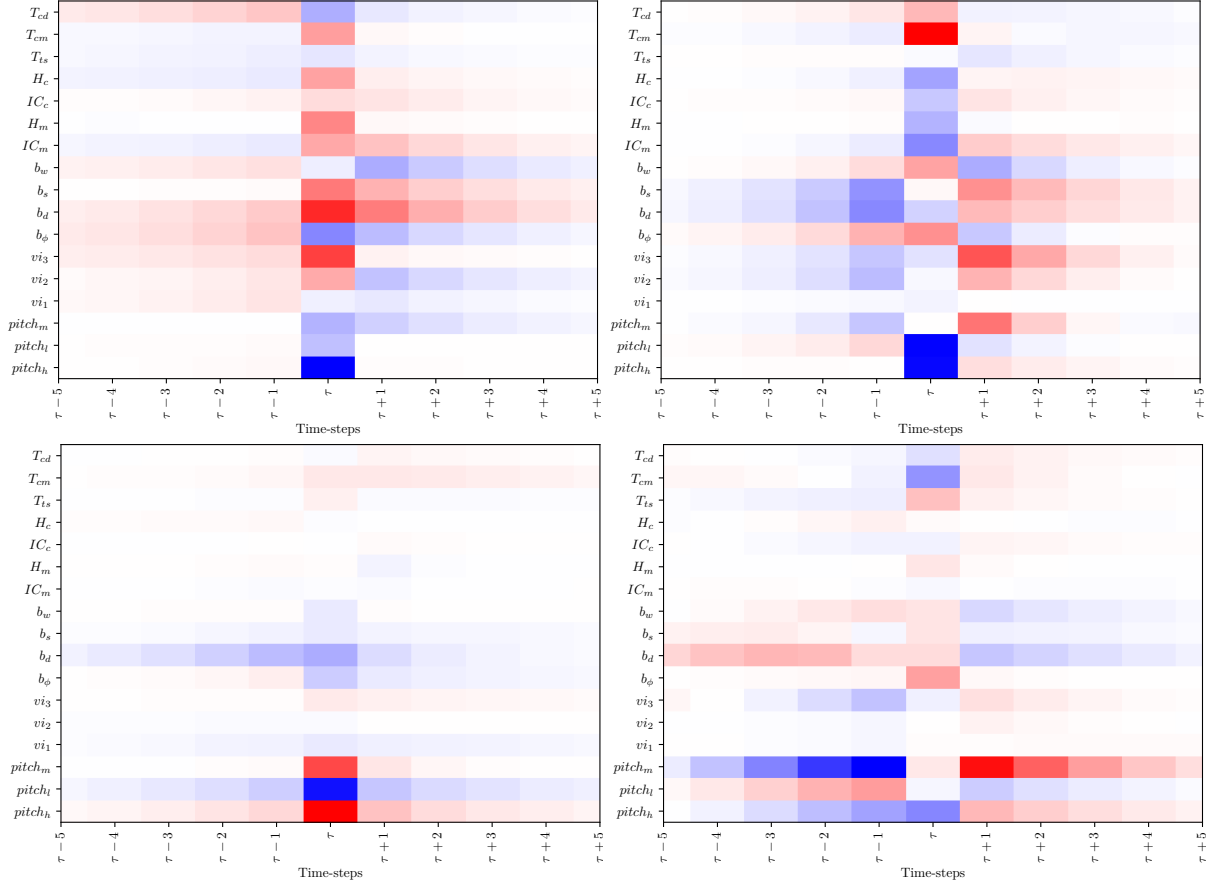 T_cd
T_cm
T_ts
H_c
IC_c
H_m
IC_m
b_w
b_s
b_d
b_ϕ
vi_3
vi_2
vi_1
pitch_m
pitch_l
pitch_h
τ − 5
τ − 4
τ − 3
τ − 2
τ − 1
τ
τ + 1
τ + 2
τ + 3
τ + 4
τ + 5
Time-steps
T_cd
T_cm
T_ts
H_c
IC_c
H_m
IC_m
b_w
b_s
b_d
b_ϕ
vi_3
vi_2
vi_1
pitch_m
pitch_l
pitch_h
τ − 5
τ − 4
τ − 3
τ − 2
τ − 1
τ
τ + 1
τ + 2
τ + 3
τ + 4
τ + 5
Time-steps
T_cd
T_cm
T_ts
H_c
IC_c
H_m
IC_m
b_w
b_s
b_d
b_ϕ
vi_3
vi_2
vi_1
pitch_m
pitch_l
pitch_h
τ − 5
τ − 4
τ − 3
τ − 2
τ − 1
τ
τ + 1
τ + 2
τ + 3
τ + 4
τ + 5
Time-steps
T_cd
T_cm
T_ts
H_c
IC_c
H_m
IC_m
b_w
b_s
b_d
b_ϕ
vi_3
vi_2
vi_1
pitch_m
pitch_l
pitch_h
τ − 5
τ − 4
τ − 3
τ − 2
τ − 1
τ
τ + 1
τ + 2
τ + 3
τ + 4
τ + 5
Time-steps